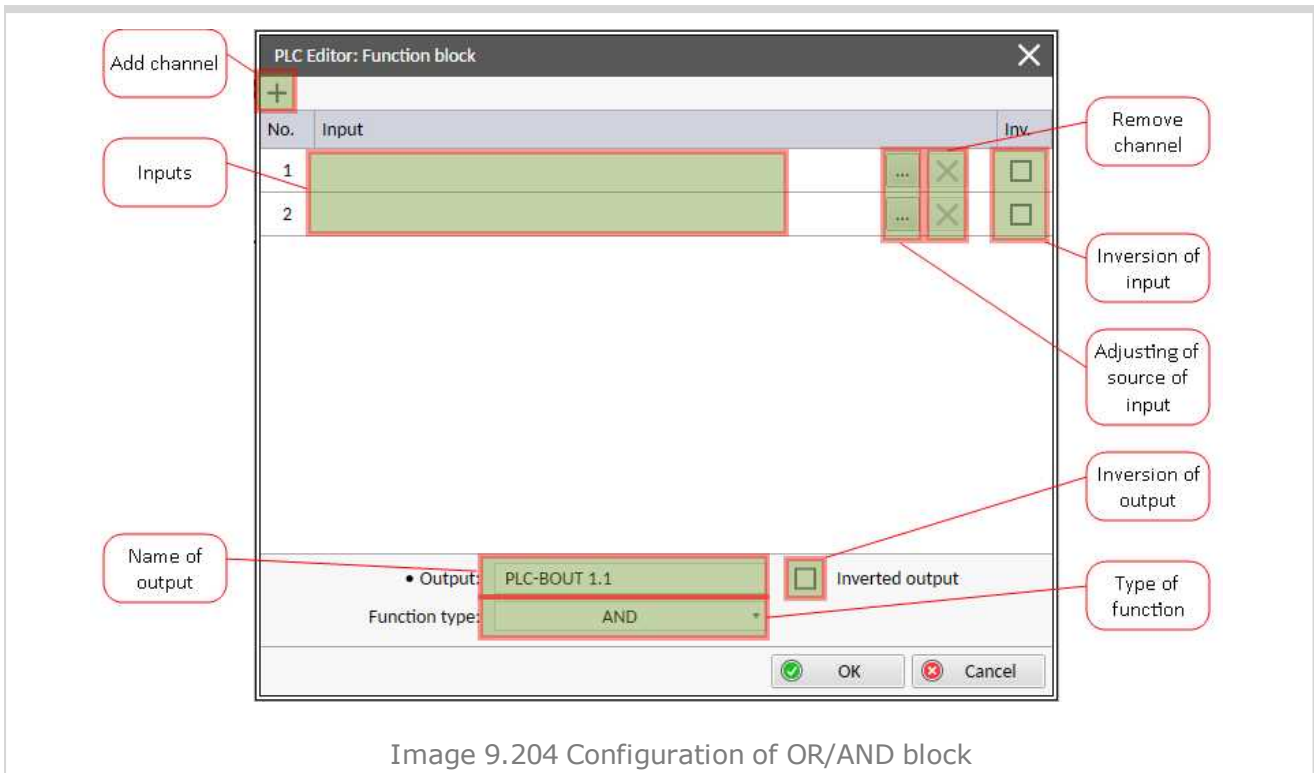 Add channel
PLC Editor: Function block
No. Input Inv.
Remove
channel
Inputs
1 ...
2 ...
Inversion of
input
Adjusting of
source of
input
Inversion of
output
Name of
output
• Output: PLC-BOUT 1.1 Inverted output
Function type: AND
Type of
function
OK Cancel
Image 9.204 Configuration of OR/AND block